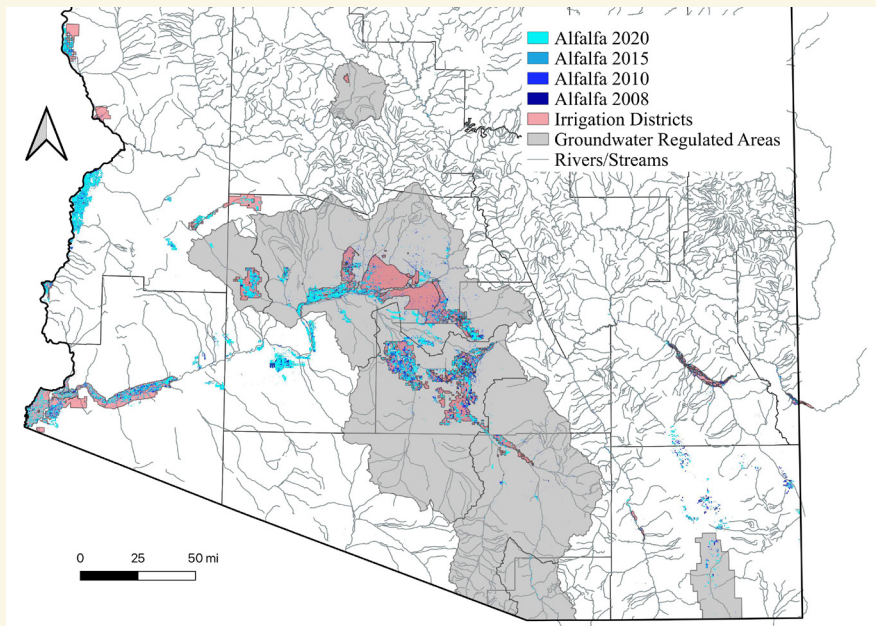 Alfalfa 2020
Alfalfa 2015
Alfalfa 2010
Alfalfa 2008
Irrigation Districts
Groundwater Regulated Areas
Rivers/Streams
0 25 50 mi